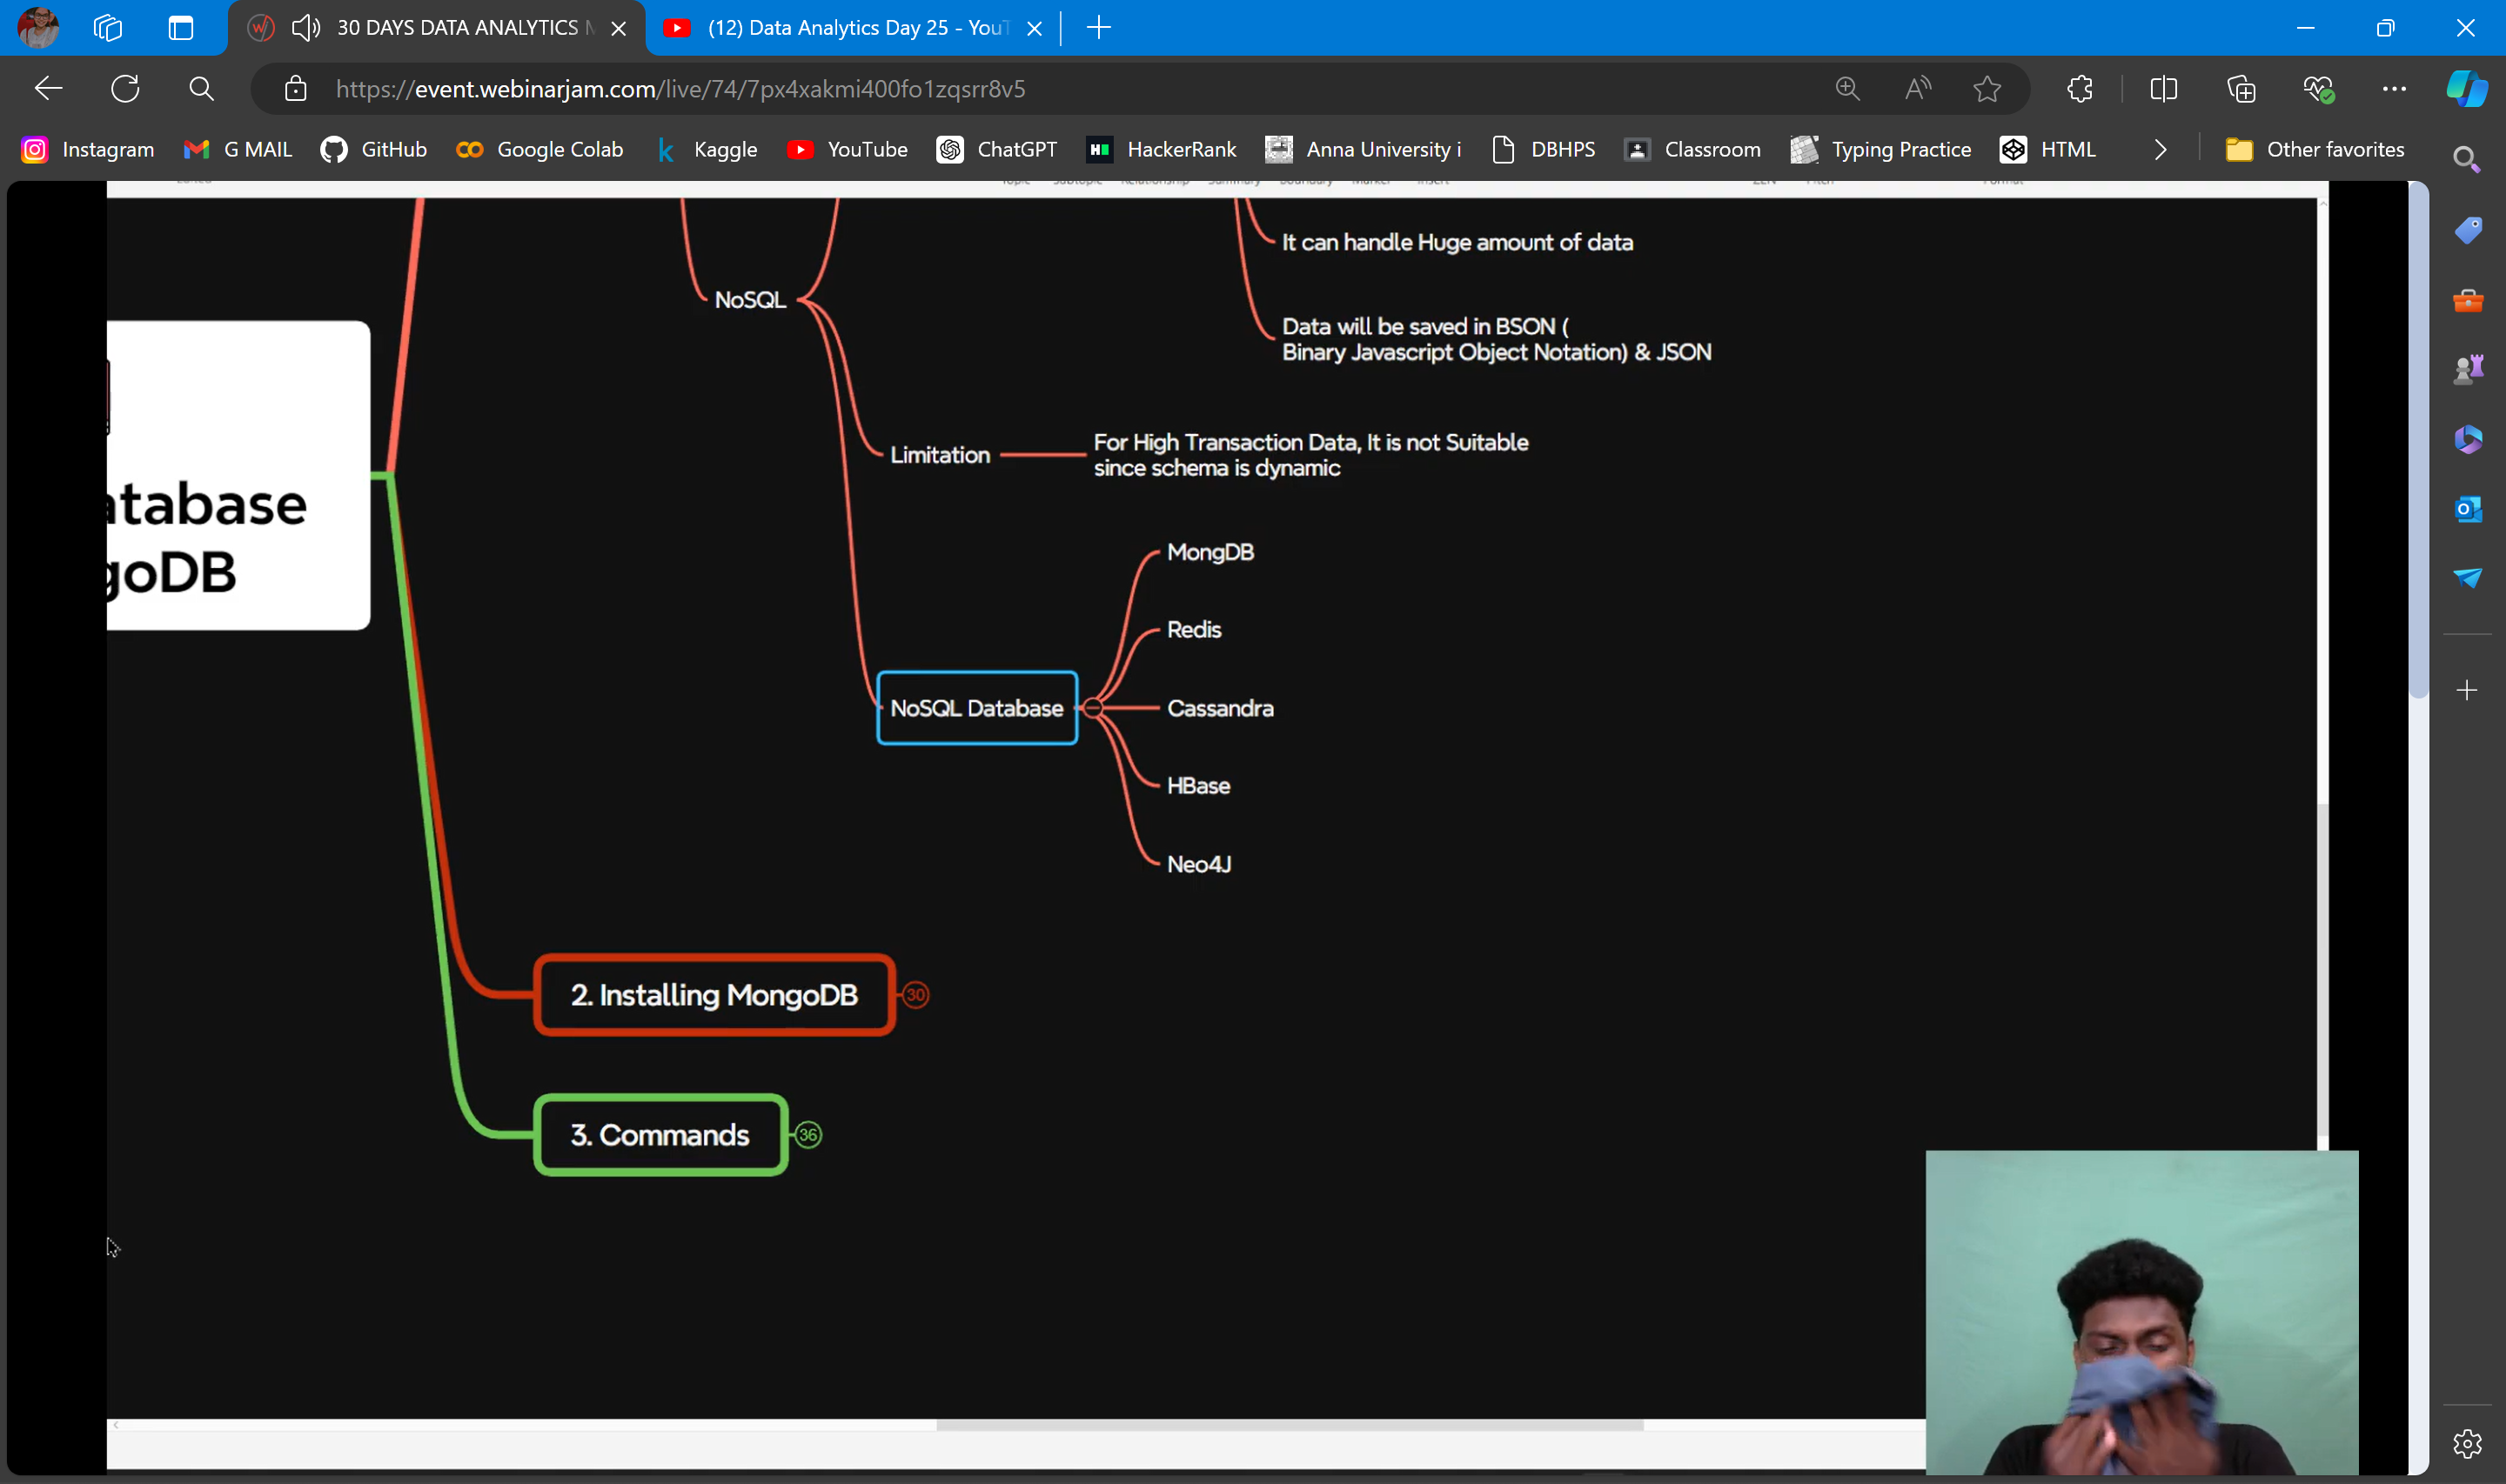 30 DAYS DATA ANALYTICS
(12) Data Analytics Day 25 - You
https://event.webinarjam.com/live/74/7px4xakmi400fo1zqsrr8v5
Instagram G MAIL GitHub Google Colab Kaggle YouTube ChatGPT HackerRank Anna University i DBHPS Classroom Typing Practice HTML Other favorites
It can handle Huge amount of data
NoSQL
Data will be saved in BSON (
Binary Javascript Object Notation) & JSON
Limitation
For High Transaction Data, It is not Suitable
since schema is dynamic
atabase
goDB
MongDB
Redis
NoSQL Database
Cassandra
HBase
Neo4J
2. Installing MongoDB 30
3. Commands 36